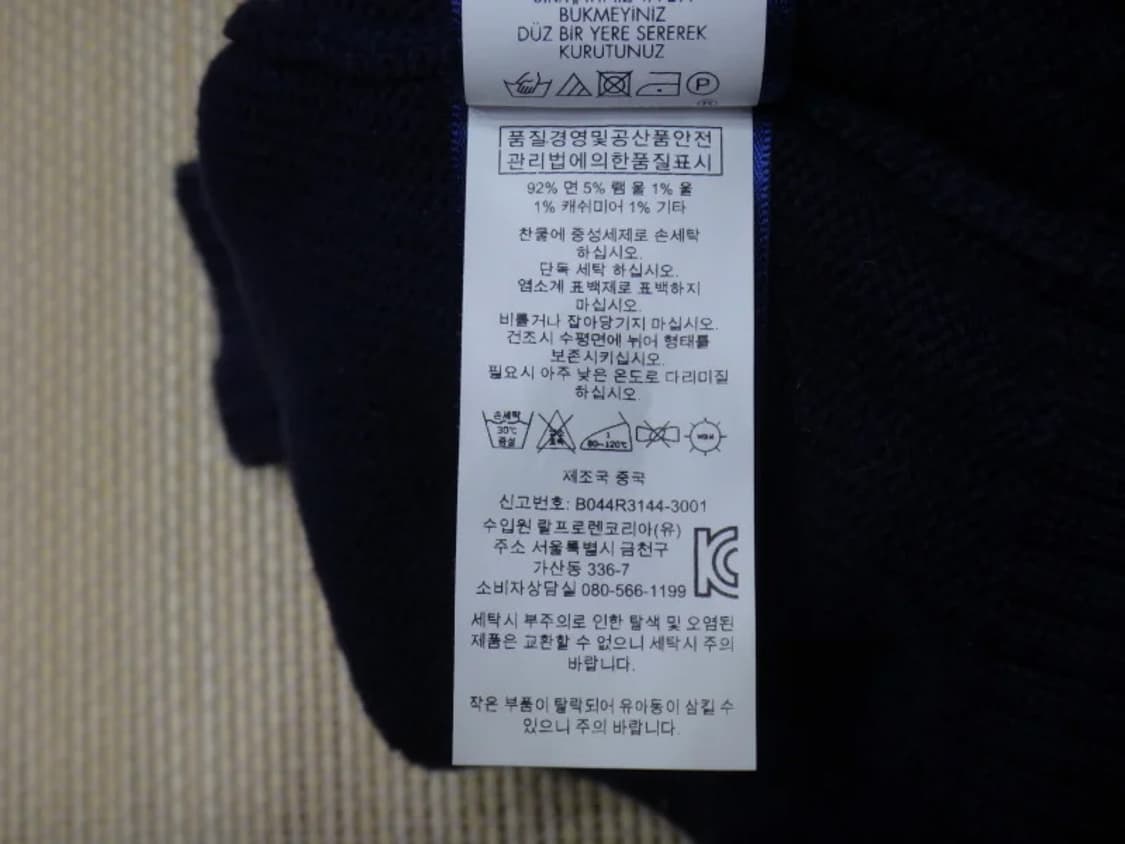 BUKMEYİNİZ
DÜZ BİR YERE SEREREK
KURUTUNUZ
P
품질경영및공산품안전
관리법에의한품질표시
92% 면 5% 램 울 1% 울
1% 캐쉬미어 1% 기타
찬물에 중성세제로 손세탁
하십시오.
단독 세탁 하십시오.
염소계 표백제로 표백하지
마십시오.
비틀거나 잡아당기지 마십시오.
건조시 수평면에 뉘어 형태를
보존시키십시오.
필요시 아주 낮은 온도로 다리미질
하십시오.
손세탁
30℃
중성
1
80~120℃
제조국 중국
신고번호: B044R3144-3001
수입원 랄프로렌코리아(유)
주소 서울특별시 금천구
가산동 336-7
소비자상담실 080-566-1199
세탁시 부주의로 인한 탈색 및 오염된
제품은 교환할 수 없으니 세탁시 주의
바랍니다.
작은 부품이 탈락되어 유아동이 삼킬 수
있으니 주의 바랍니다.